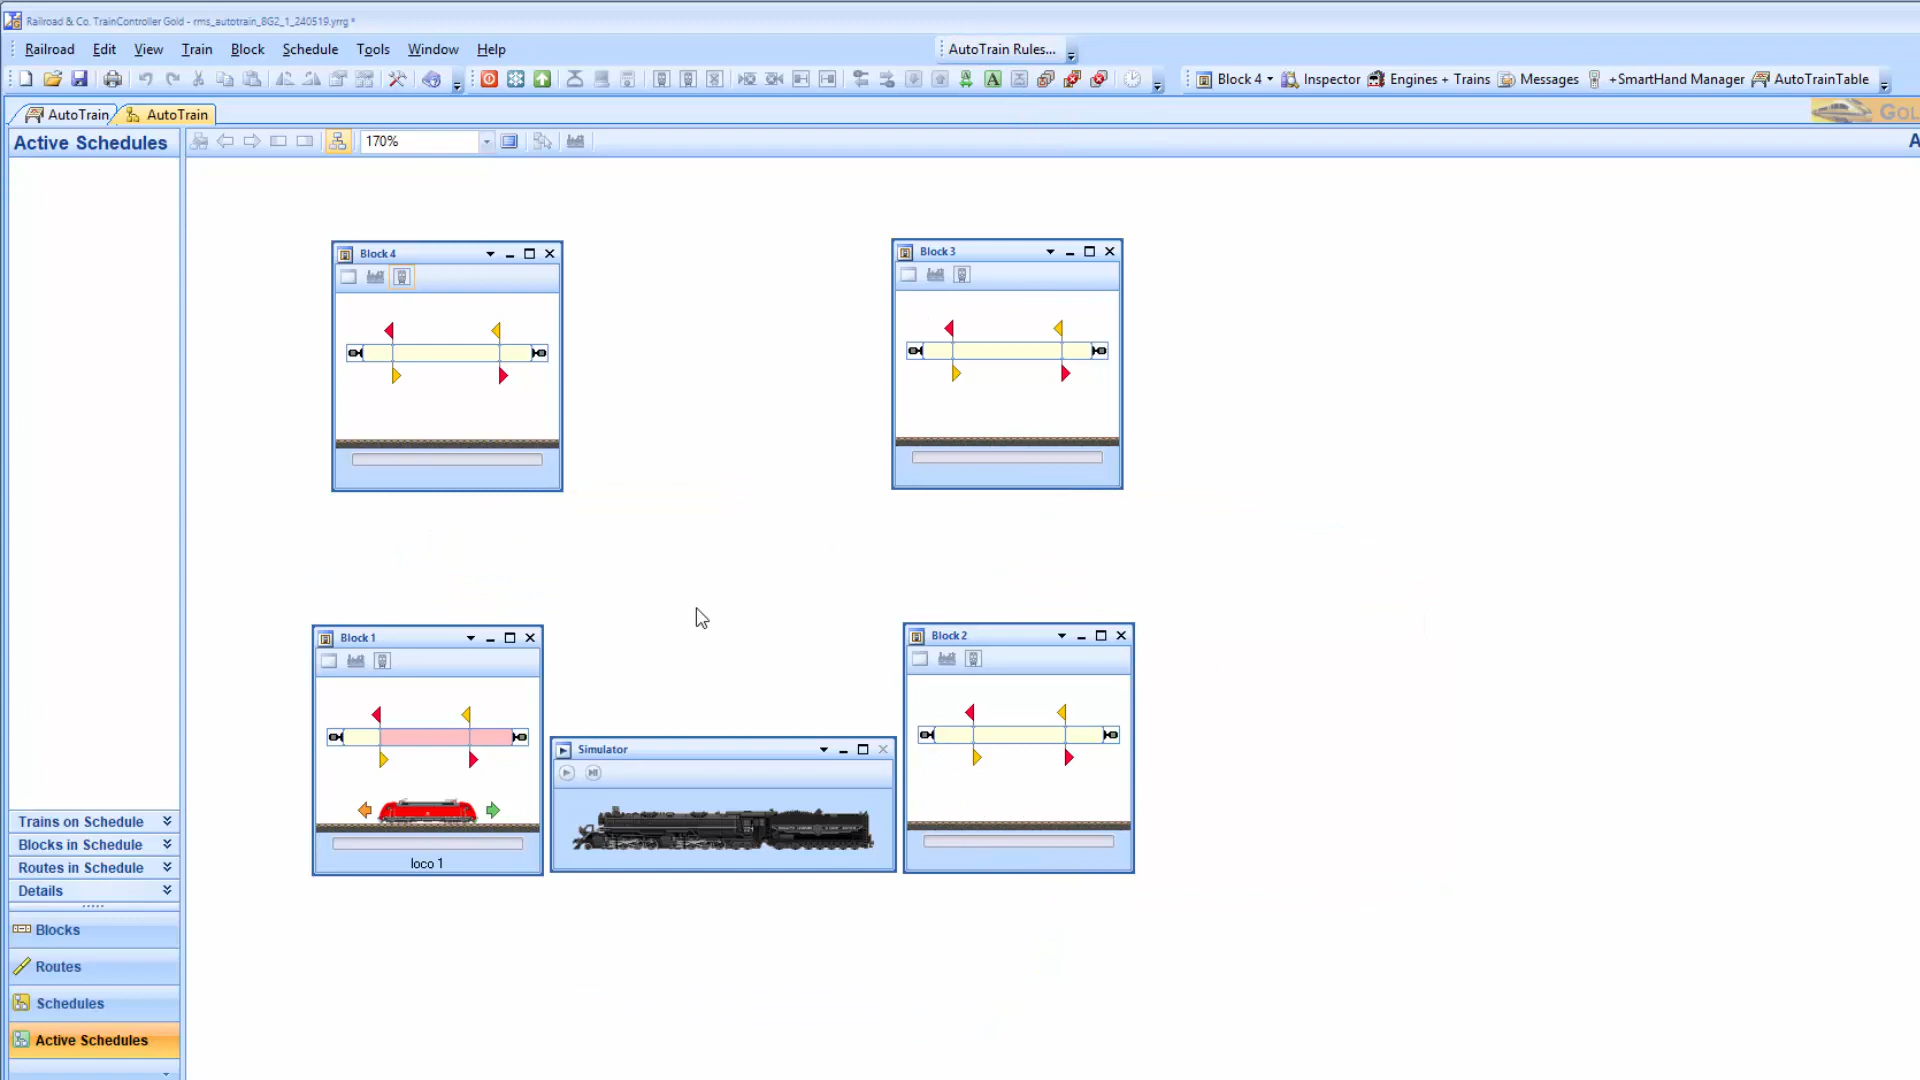 Railroad & Co. TrainController Gold - rms_autotrain_8G2_1_240519.yrrg *
Railroad Edit View Train Block Schedule Tools Window Help AutoTrain Rules...
Block 4 Inspector Engines + Trains Messages +SmartHand Manager AutoTrainTable
AutoTrain AutoTrain
Active Schedules 170%
Block 4
Block 3
Block 1
loco 1
Simulator
Block 2
Trains on Schedule
Blocks in Schedule
Routes in Schedule
Details
Blocks
Routes
Schedules
Active Schedules